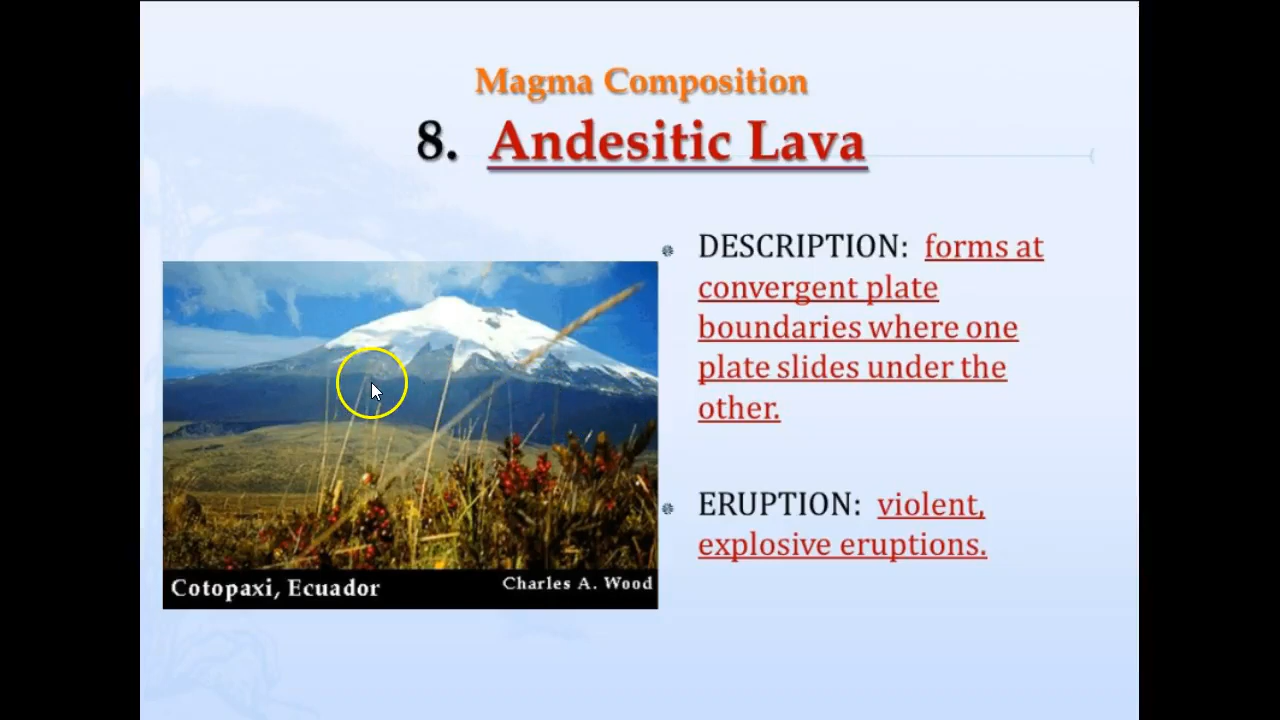 Magma Composition
8. Andesitic Lava
DESCRIPTION: forms at
convergent plate
boundaries where one
plate slides under the
other.
ERUPTION: violent,
explosive eruptions.
Cotopaxi, Ecuador
Charles A. Wood